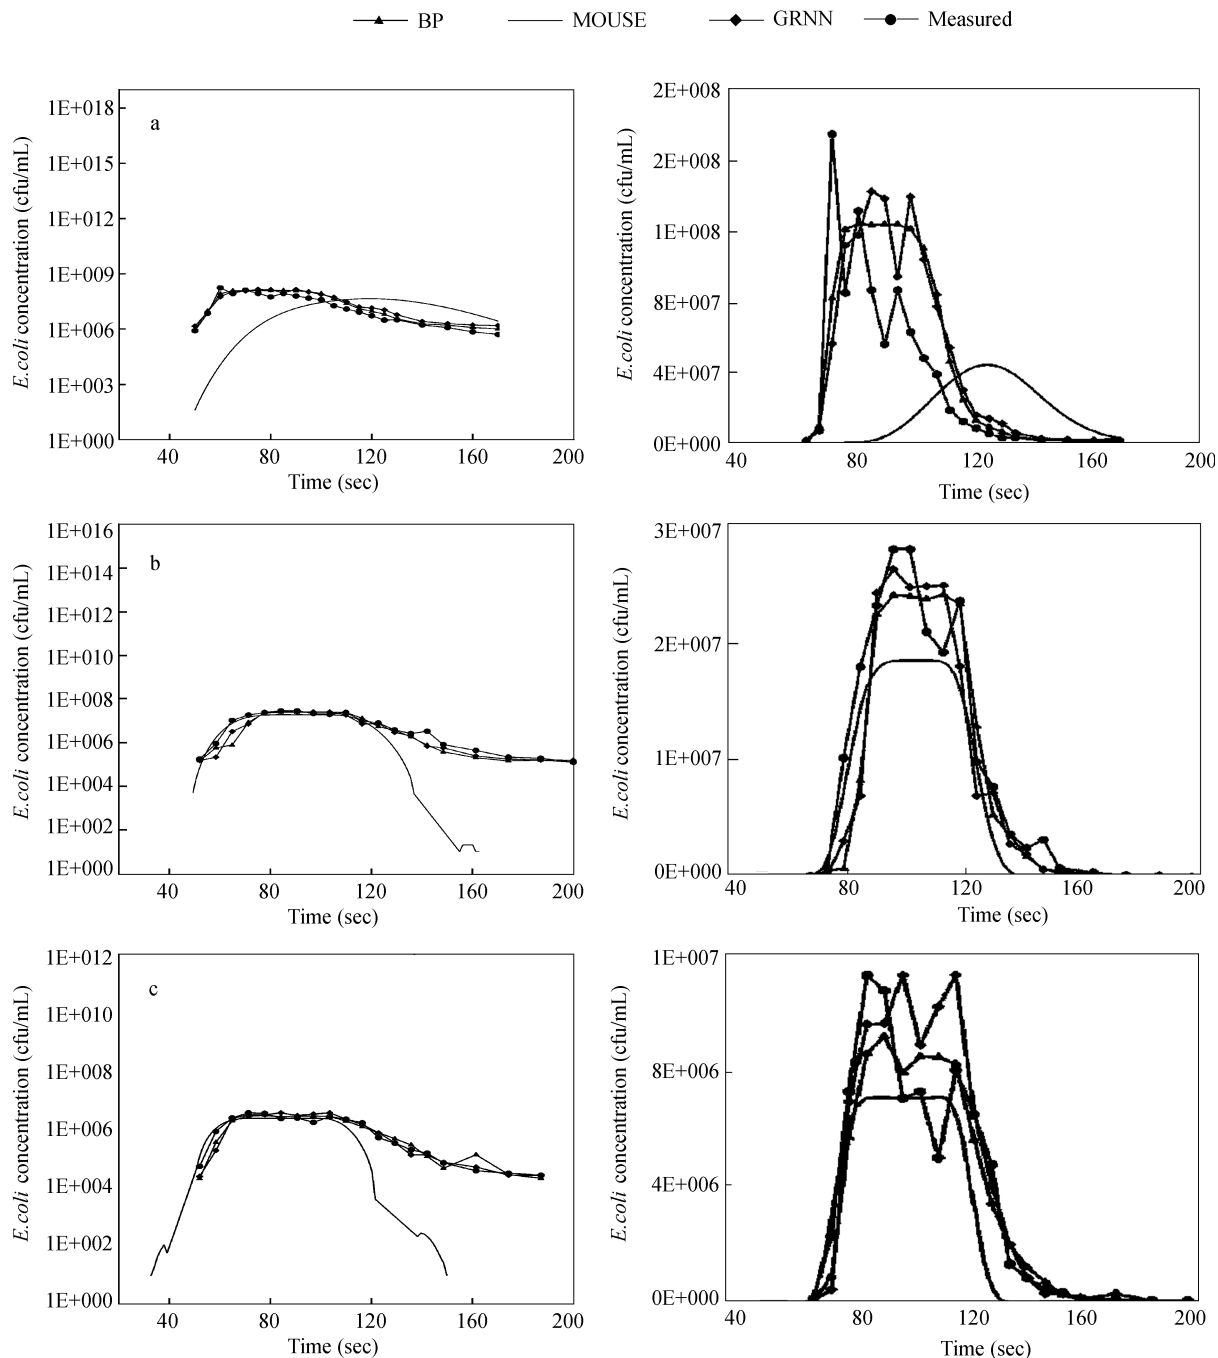 BP MOUSE GRNN Measured
a
1E+018
1E+015
1E+012
1E+009
1E+006
1E+003
1E+000
E.coli concentration (cfu/mL)
40 80 120 160 200
Time (sec)
2E+008
2E+008
1E+008
8E+007
4E+007
0E+000
E.coli concentration (cfu/mL)
40 80 120 160 200
Time (sec)
b
1E+016
1E+014
1E+012
1E+010
1E+008
1E+006
1E+004
1E+002
1E+000
E.coli concentration (cfu/mL)
40 80 120 160 200
Time (sec)
3E+007
2E+007
1E+007
0E+000
E.coli concentration (cfu/mL)
40 80 120 160 200
Time (sec)
c
1E+012
1E+010
1E+008
1E+006
1E+004
1E+002
1E+000
E.coli concentration (cfu/mL)
40 80 120 160 200
Time (sec)
1E+007
8E+006
4E+006
0E+000
E.coli concentration (cfu/mL)
40 80 120 160 200
Time (sec)